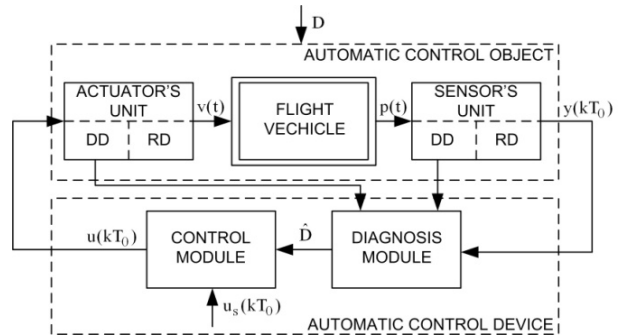 D
AUTOMATIC CONTROL OBJECT
ACTUATOR'S
UNIT
DD RD
v(t)
FLIGHT
VECHICLE
p(t)
SENSOR'S
UNIT
DD RD
y(kT₀)
u(kT₀)
CONTROL
MODULE
D̂
DIAGNOSIS
MODULE
uₛ(kT₀)
AUTOMATIC CONTROL DEVICE